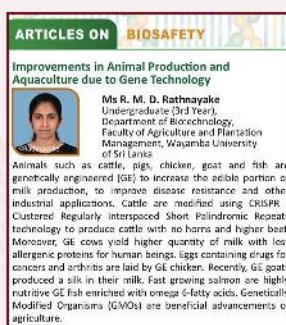 ARTICLES ON BIOSAFETY
Improvements in Animal Production and
Aquaculture due to Gene Technology
Ms R. M. D. Rathnayake
Undergraduate (3rd Year),
Department of Biotechnology,
Faculty of Agriculture and Plantation
Management, Wayamba University
of Sri Lanka
Animals such as cattle, pigs, chicken, goat and fish are
genetically engineered (GE) to increase the edible portion o
milk production, to improve disease resistance and othe
industrial applications. Cattle are modified using CRISPR -
Clustered Regularly Interspaced Short Palindromic Repeat
technology to produce cattle with no horns and higher beef
Moreover, GE cows yield higher quantity of milk with les
allergenic proteins for human beings. Eggs containing drugs fo
cancers and arthritis are laid by GE chicken. Recently, GE goat
produced a silk in their milk. Fast growing salmon are highl
nutritive GE fish enriched with omega 6-fatty acids. Genetically
Modified Organisms (GMOs) are beneficial advancements o
agriculture.